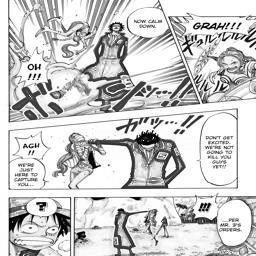 GRAH!!!
NOW CALM
DOWN.
OH
!!!
DON'T GET
EXCITED.
WE'RE NOT
GOING TO
KILL YOU
GUYS
YET!!
AGH
!!
WE'RE
JUST
HERE TO
CAPTURE
YOU...
...PER
MR. 3'S
ORDERS.
!!!